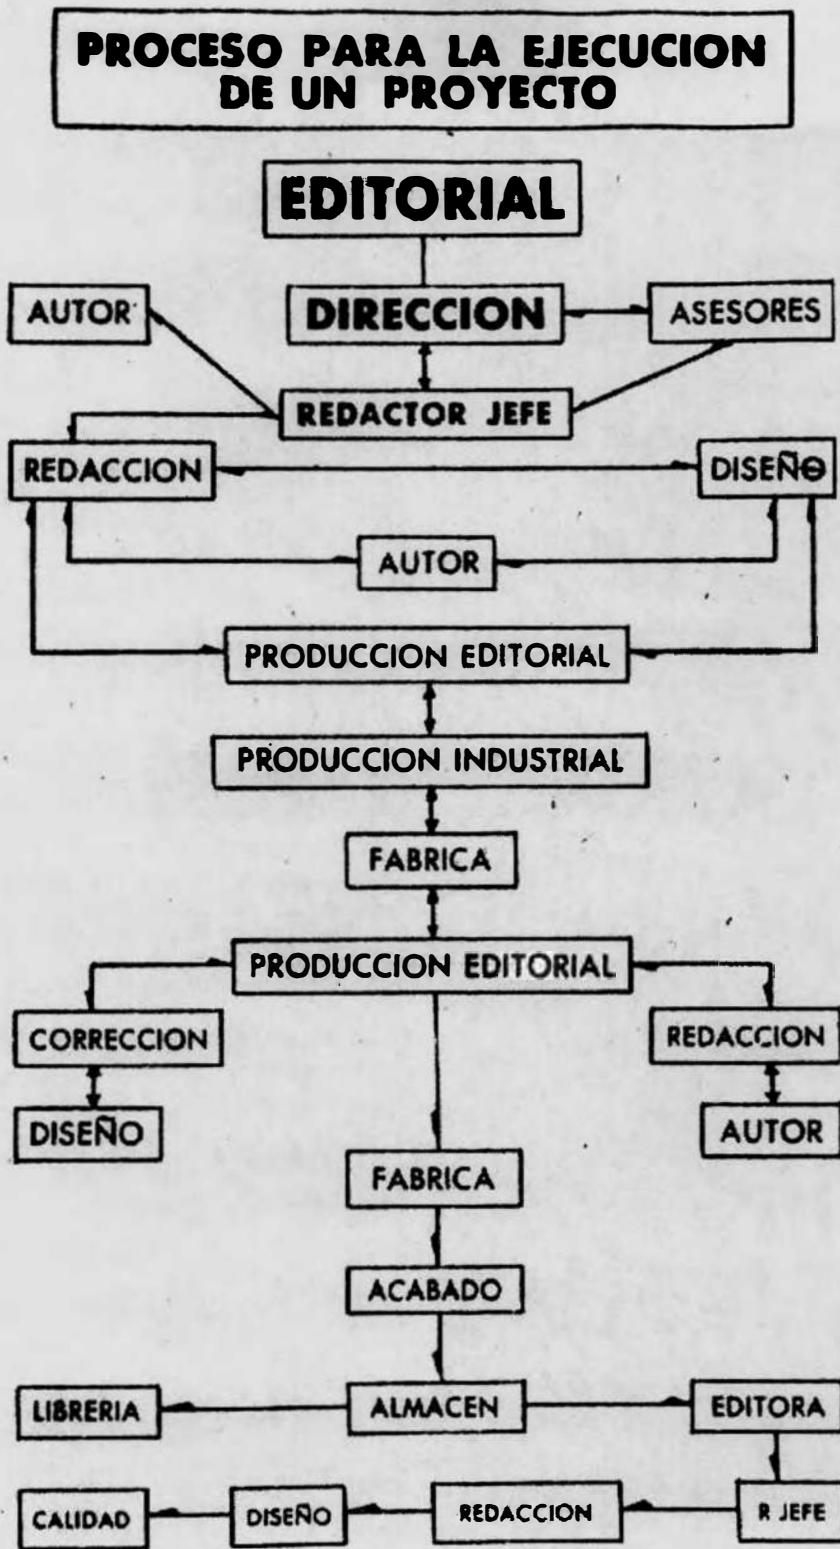 PROCESO PARA LA EJECUCION
DE UN PROYECTO
EDITORIAL
AUTOR
DIRECCION
ASESORES
REDACTOR JEFE
REDACCION
DISEÑO
AUTOR
PRODUCCION EDITORIAL
PRODUCCION INDUSTRIAL
FABRICA
PRODUCCION EDITORIAL
CORRECCION
REDACCION
DISEÑO
AUTOR
FABRICA
ACABADO
LIBRERIA
ALMACEN
EDITORA
CALIDAD
DISEÑO
REDACCION
R JEFE